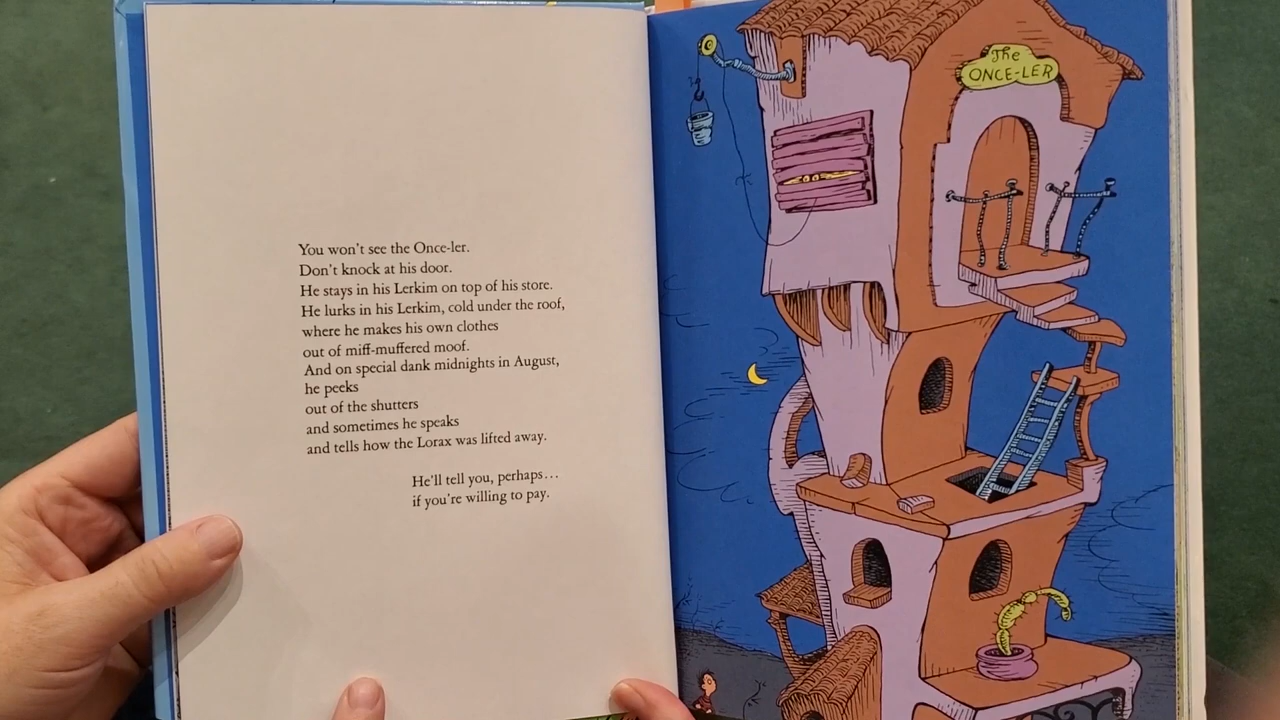 You won't see the Once-ler.
Don't knock at his door.
He stays in his Lerkim on top of his store.
He lurks in his Lerkim, cold under the roof,
where he makes his own clothes
out of miff-muffered moof.
And on special dank midnights in August,
he peeks
out of the shutters
and sometimes he speaks
and tells how the Lorax was lifted away.
He'll tell you, perhaps...
if you're willing to pay.
The
ONCE-LER